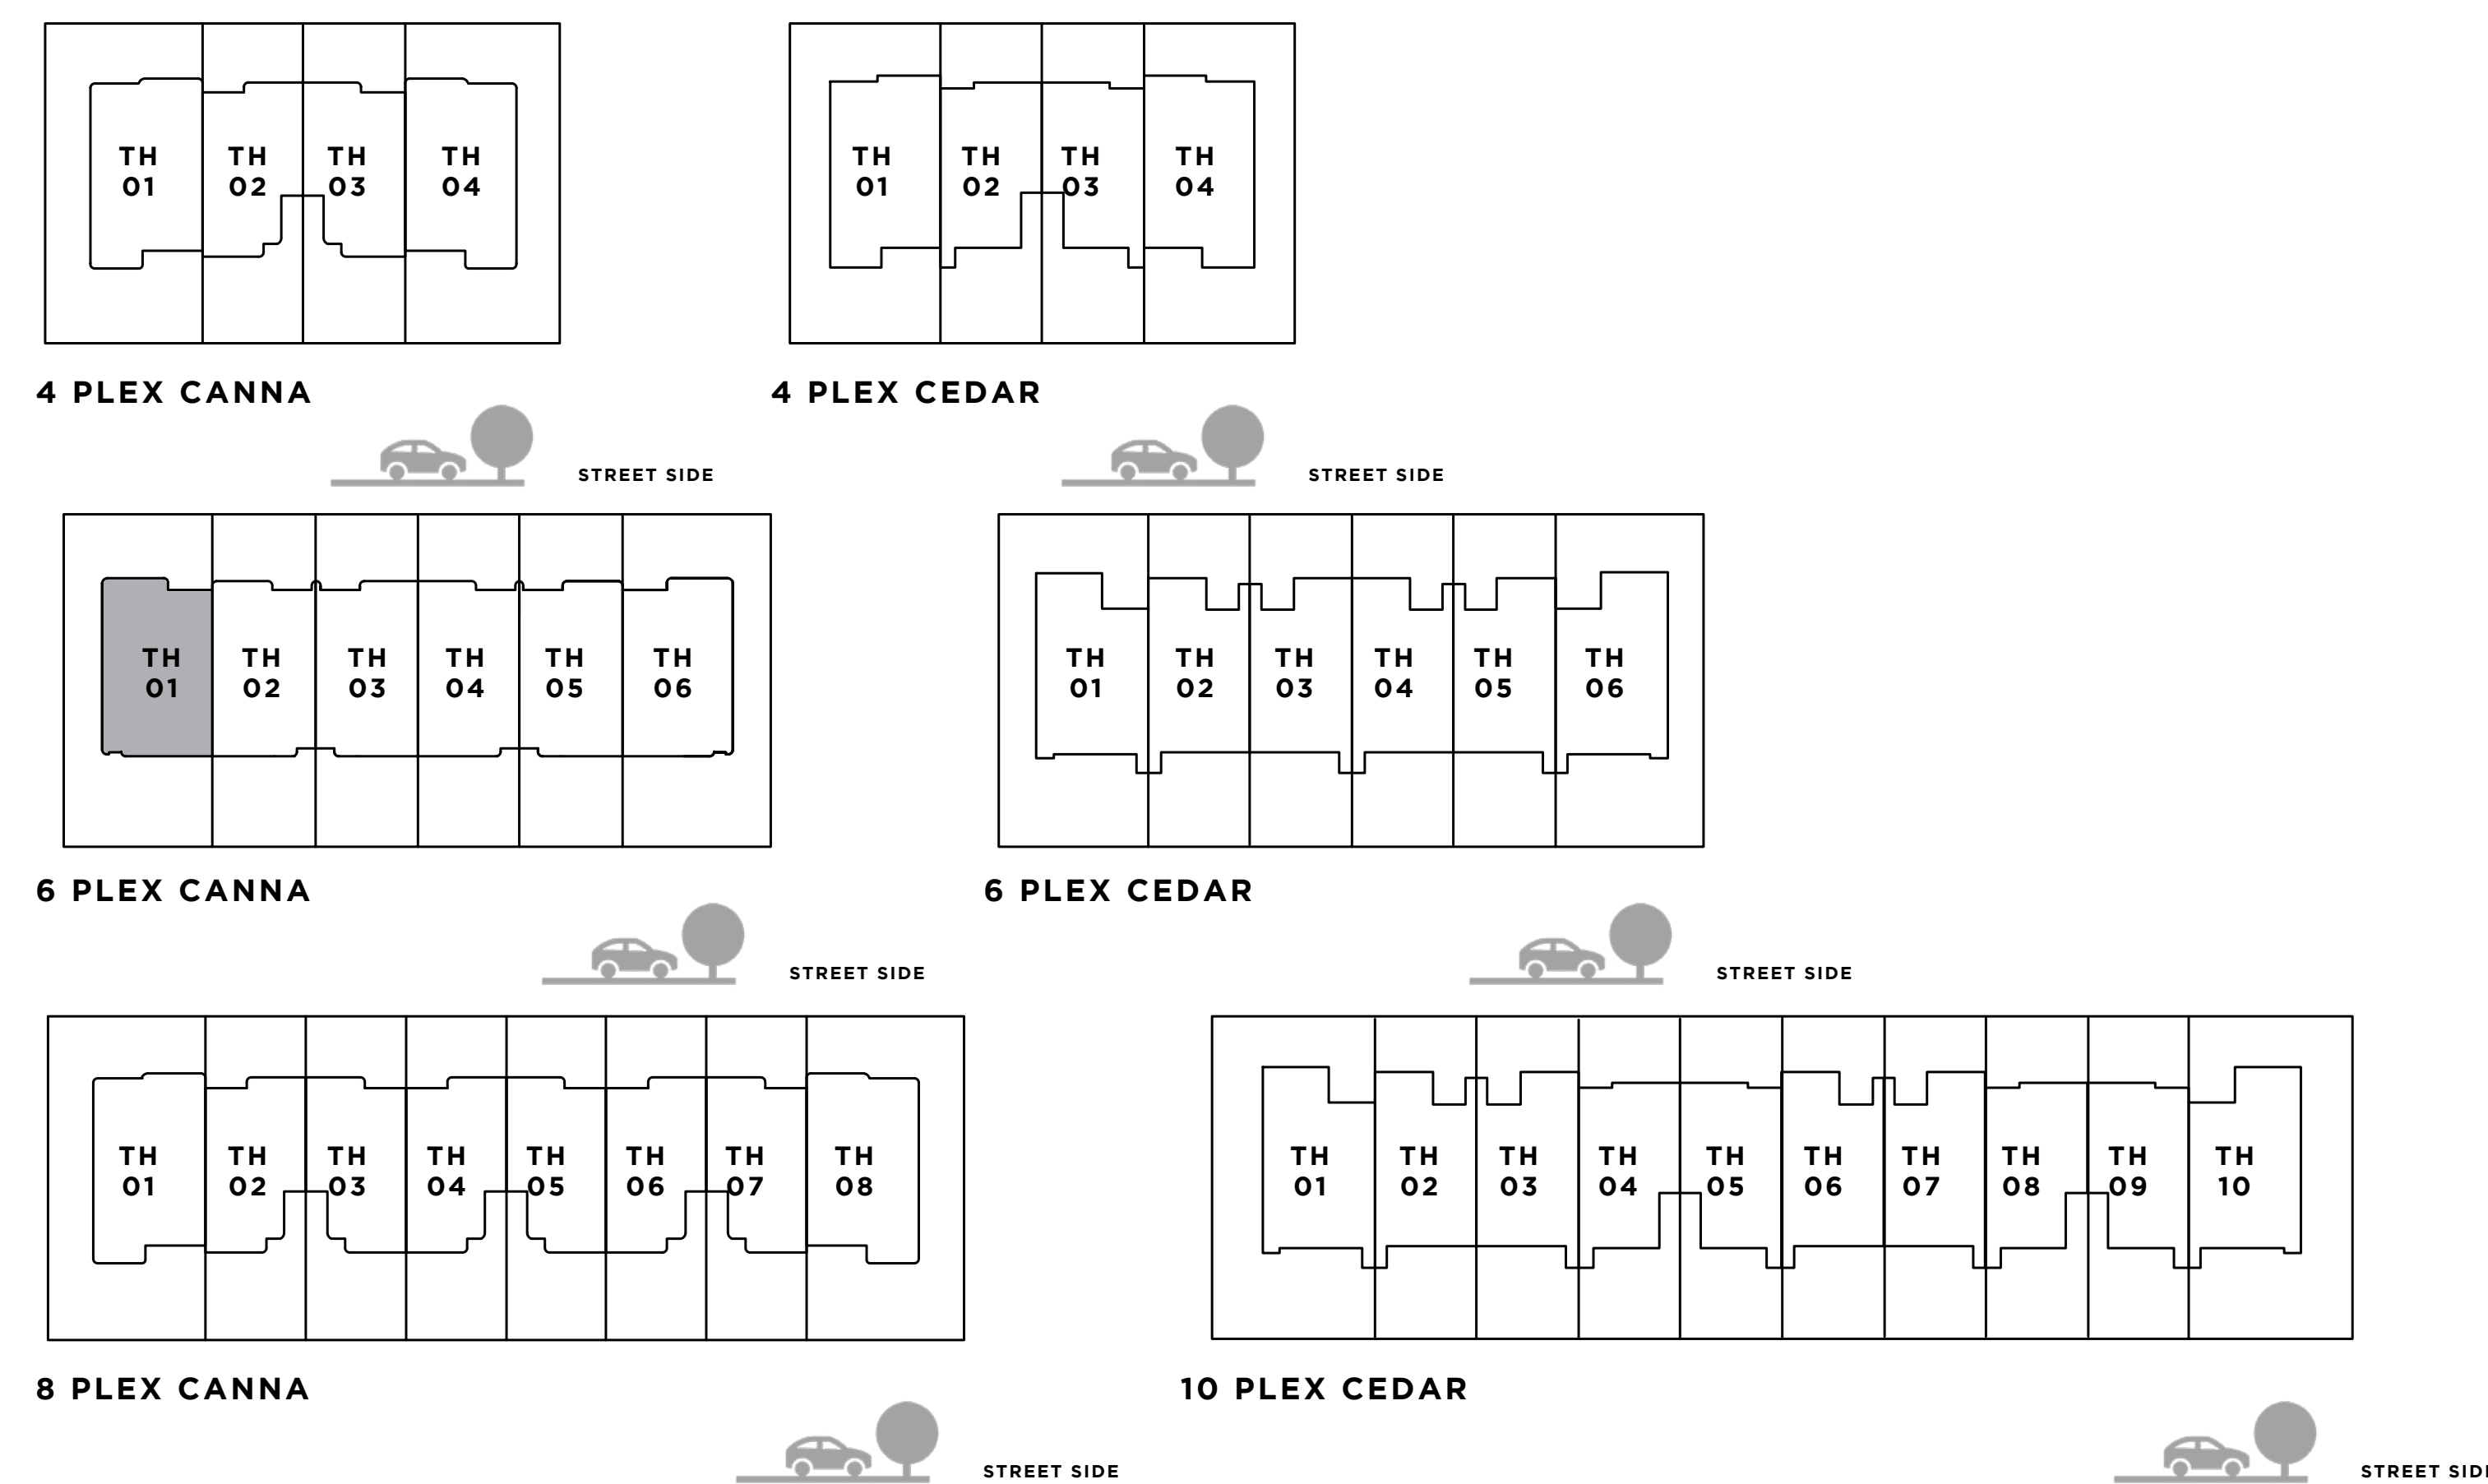 TH TH TH TH
01 02 03 04
4 PLEX CANNA
STREET SIDE
TH TH TH TH
01 02 03 04
4 PLEX CEDAR
STREET SIDE
TH TH TH TH TH TH
01 02 03 04 05 06
6 PLEX CANNA
STREET SIDE
TH TH TH TH TH TH
01 02 03 04 05 06
6 PLEX CEDAR
STREET SIDE
TH TH TH TH TH TH TH TH
01 02 03 04 05 06 07 08
8 PLEX CANNA
STREET SIDE
TH TH TH TH TH TH TH TH TH TH
01 02 03 04 05 06 07 08 09 10
10 PLEX CEDAR
STREET